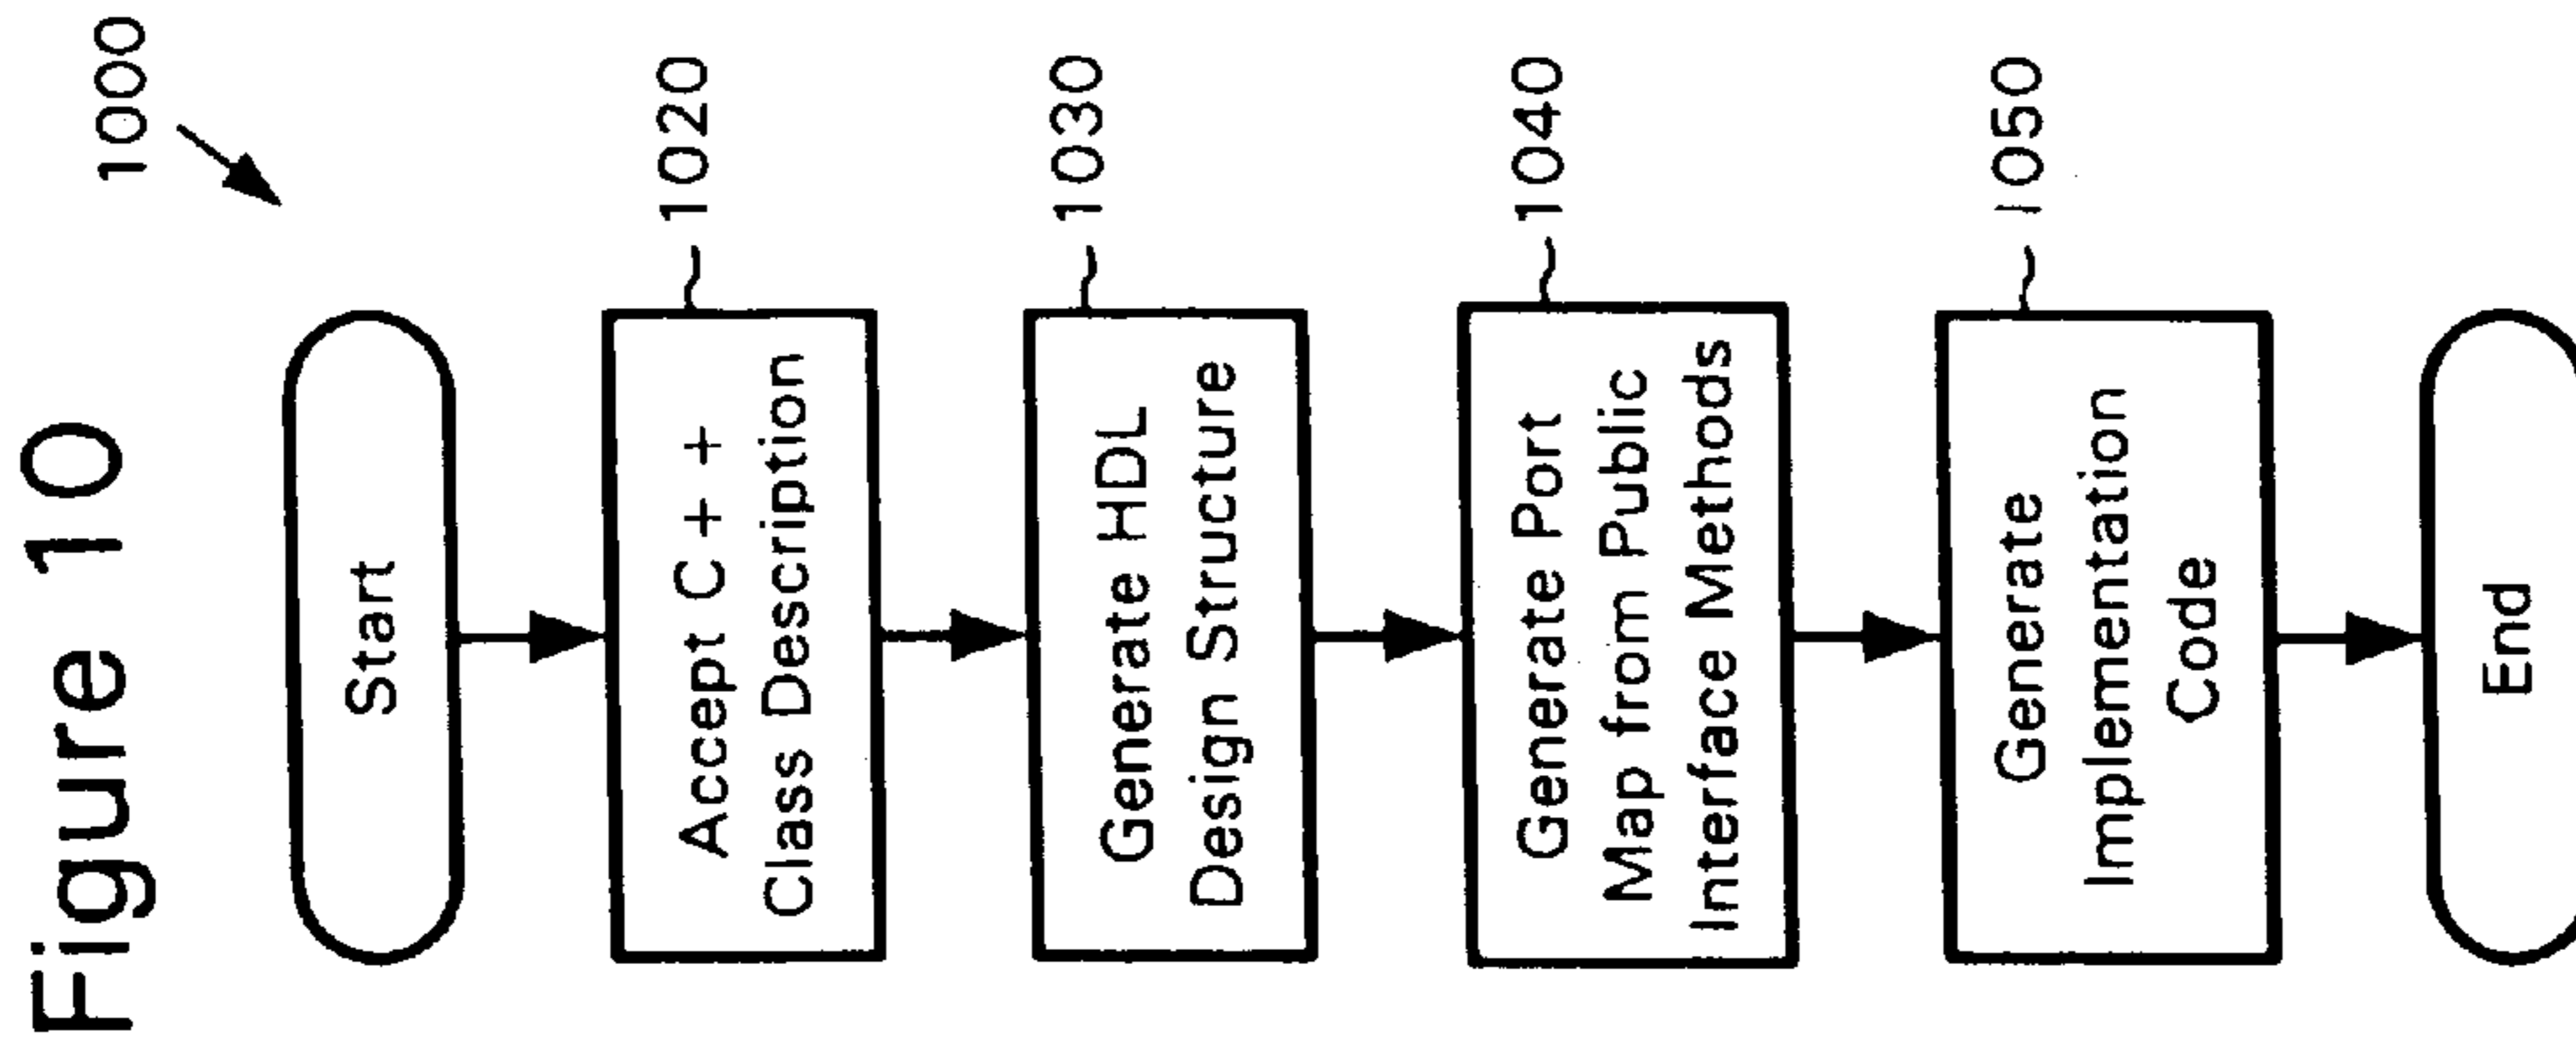 Figure 10
1000
Start
Accept C + +
Class Description
1020
Generate HDL
Design Structure
1030
Generate Port
Map from Public
Interface Methods
1040
Generate
Implementation
Code
1050
End